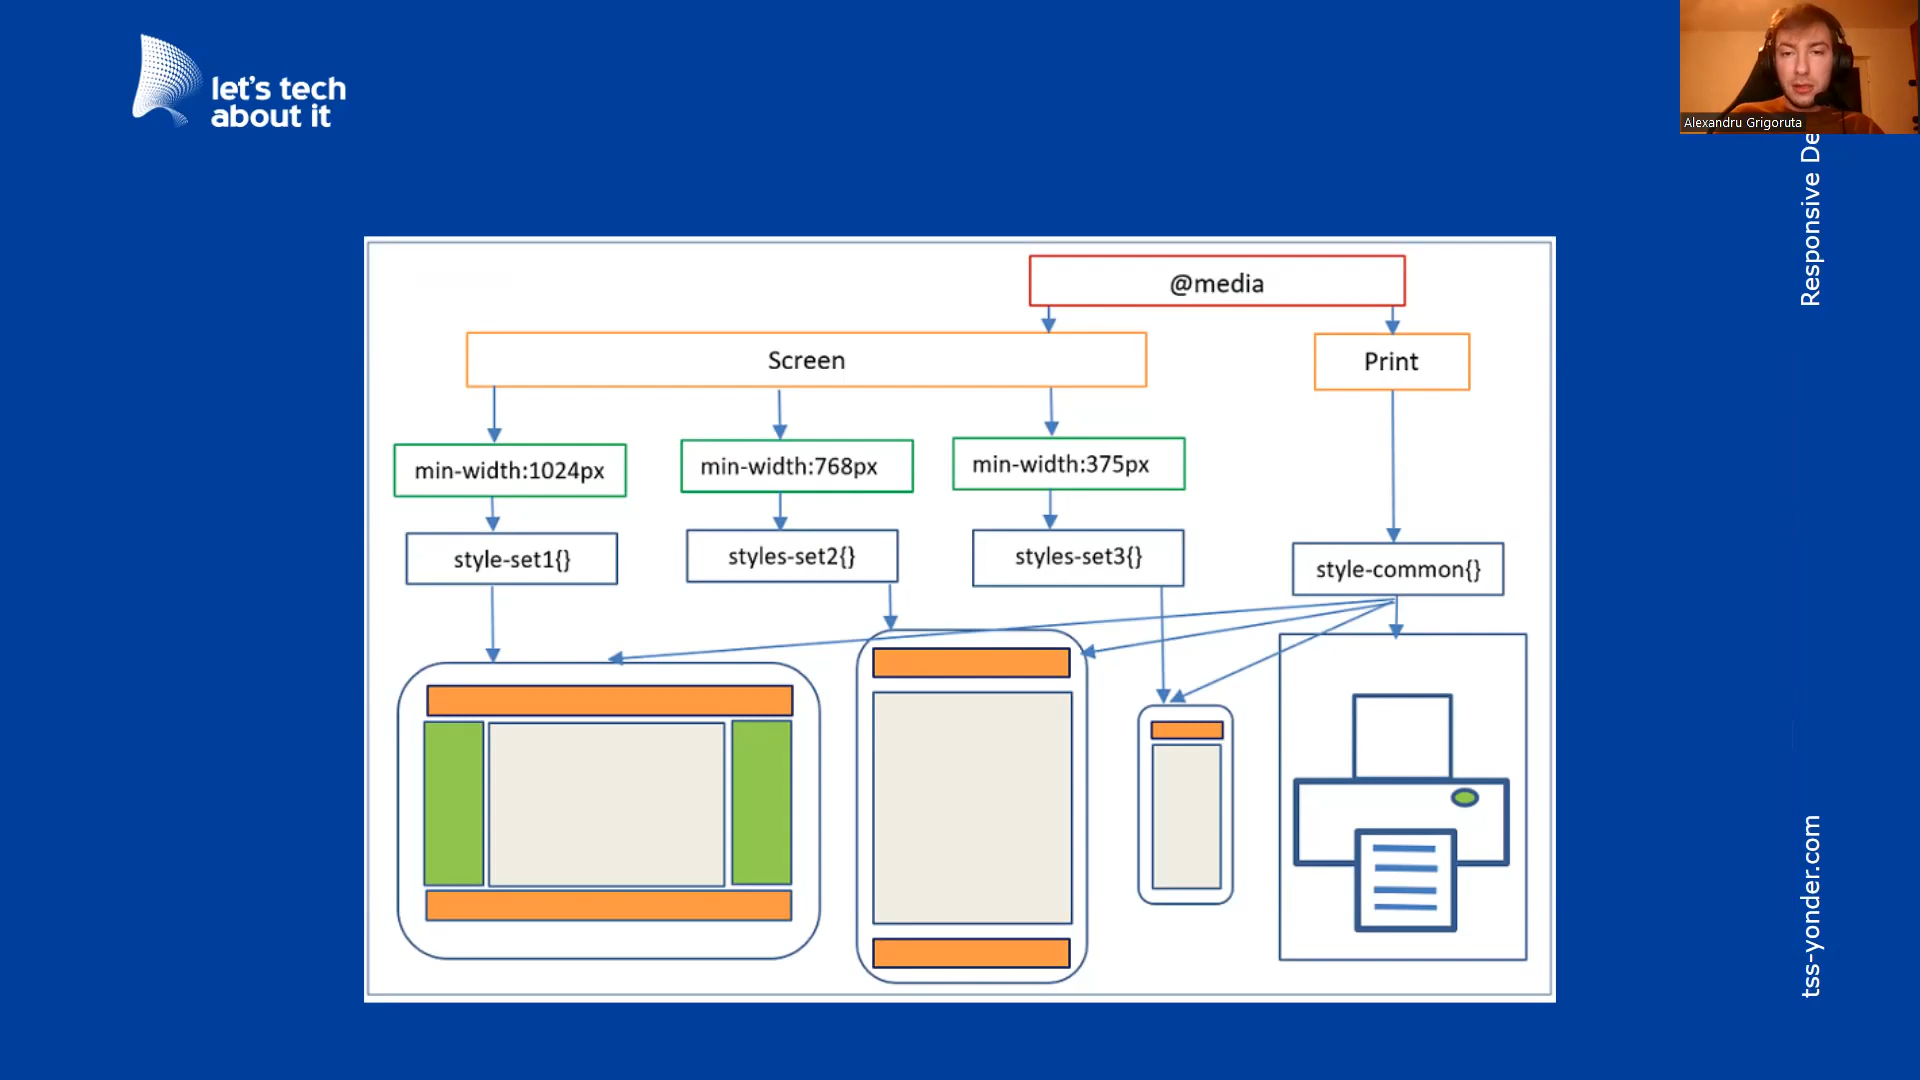 let's tech
about it
Alexandru Grigoruta
Responsive De
@media
Screen
Print
min-width:1024px
min-width:768px
min-width:375px
style-set1{}
styles-set2{}
styles-set3{}
style-common{}
tss-yonder.com